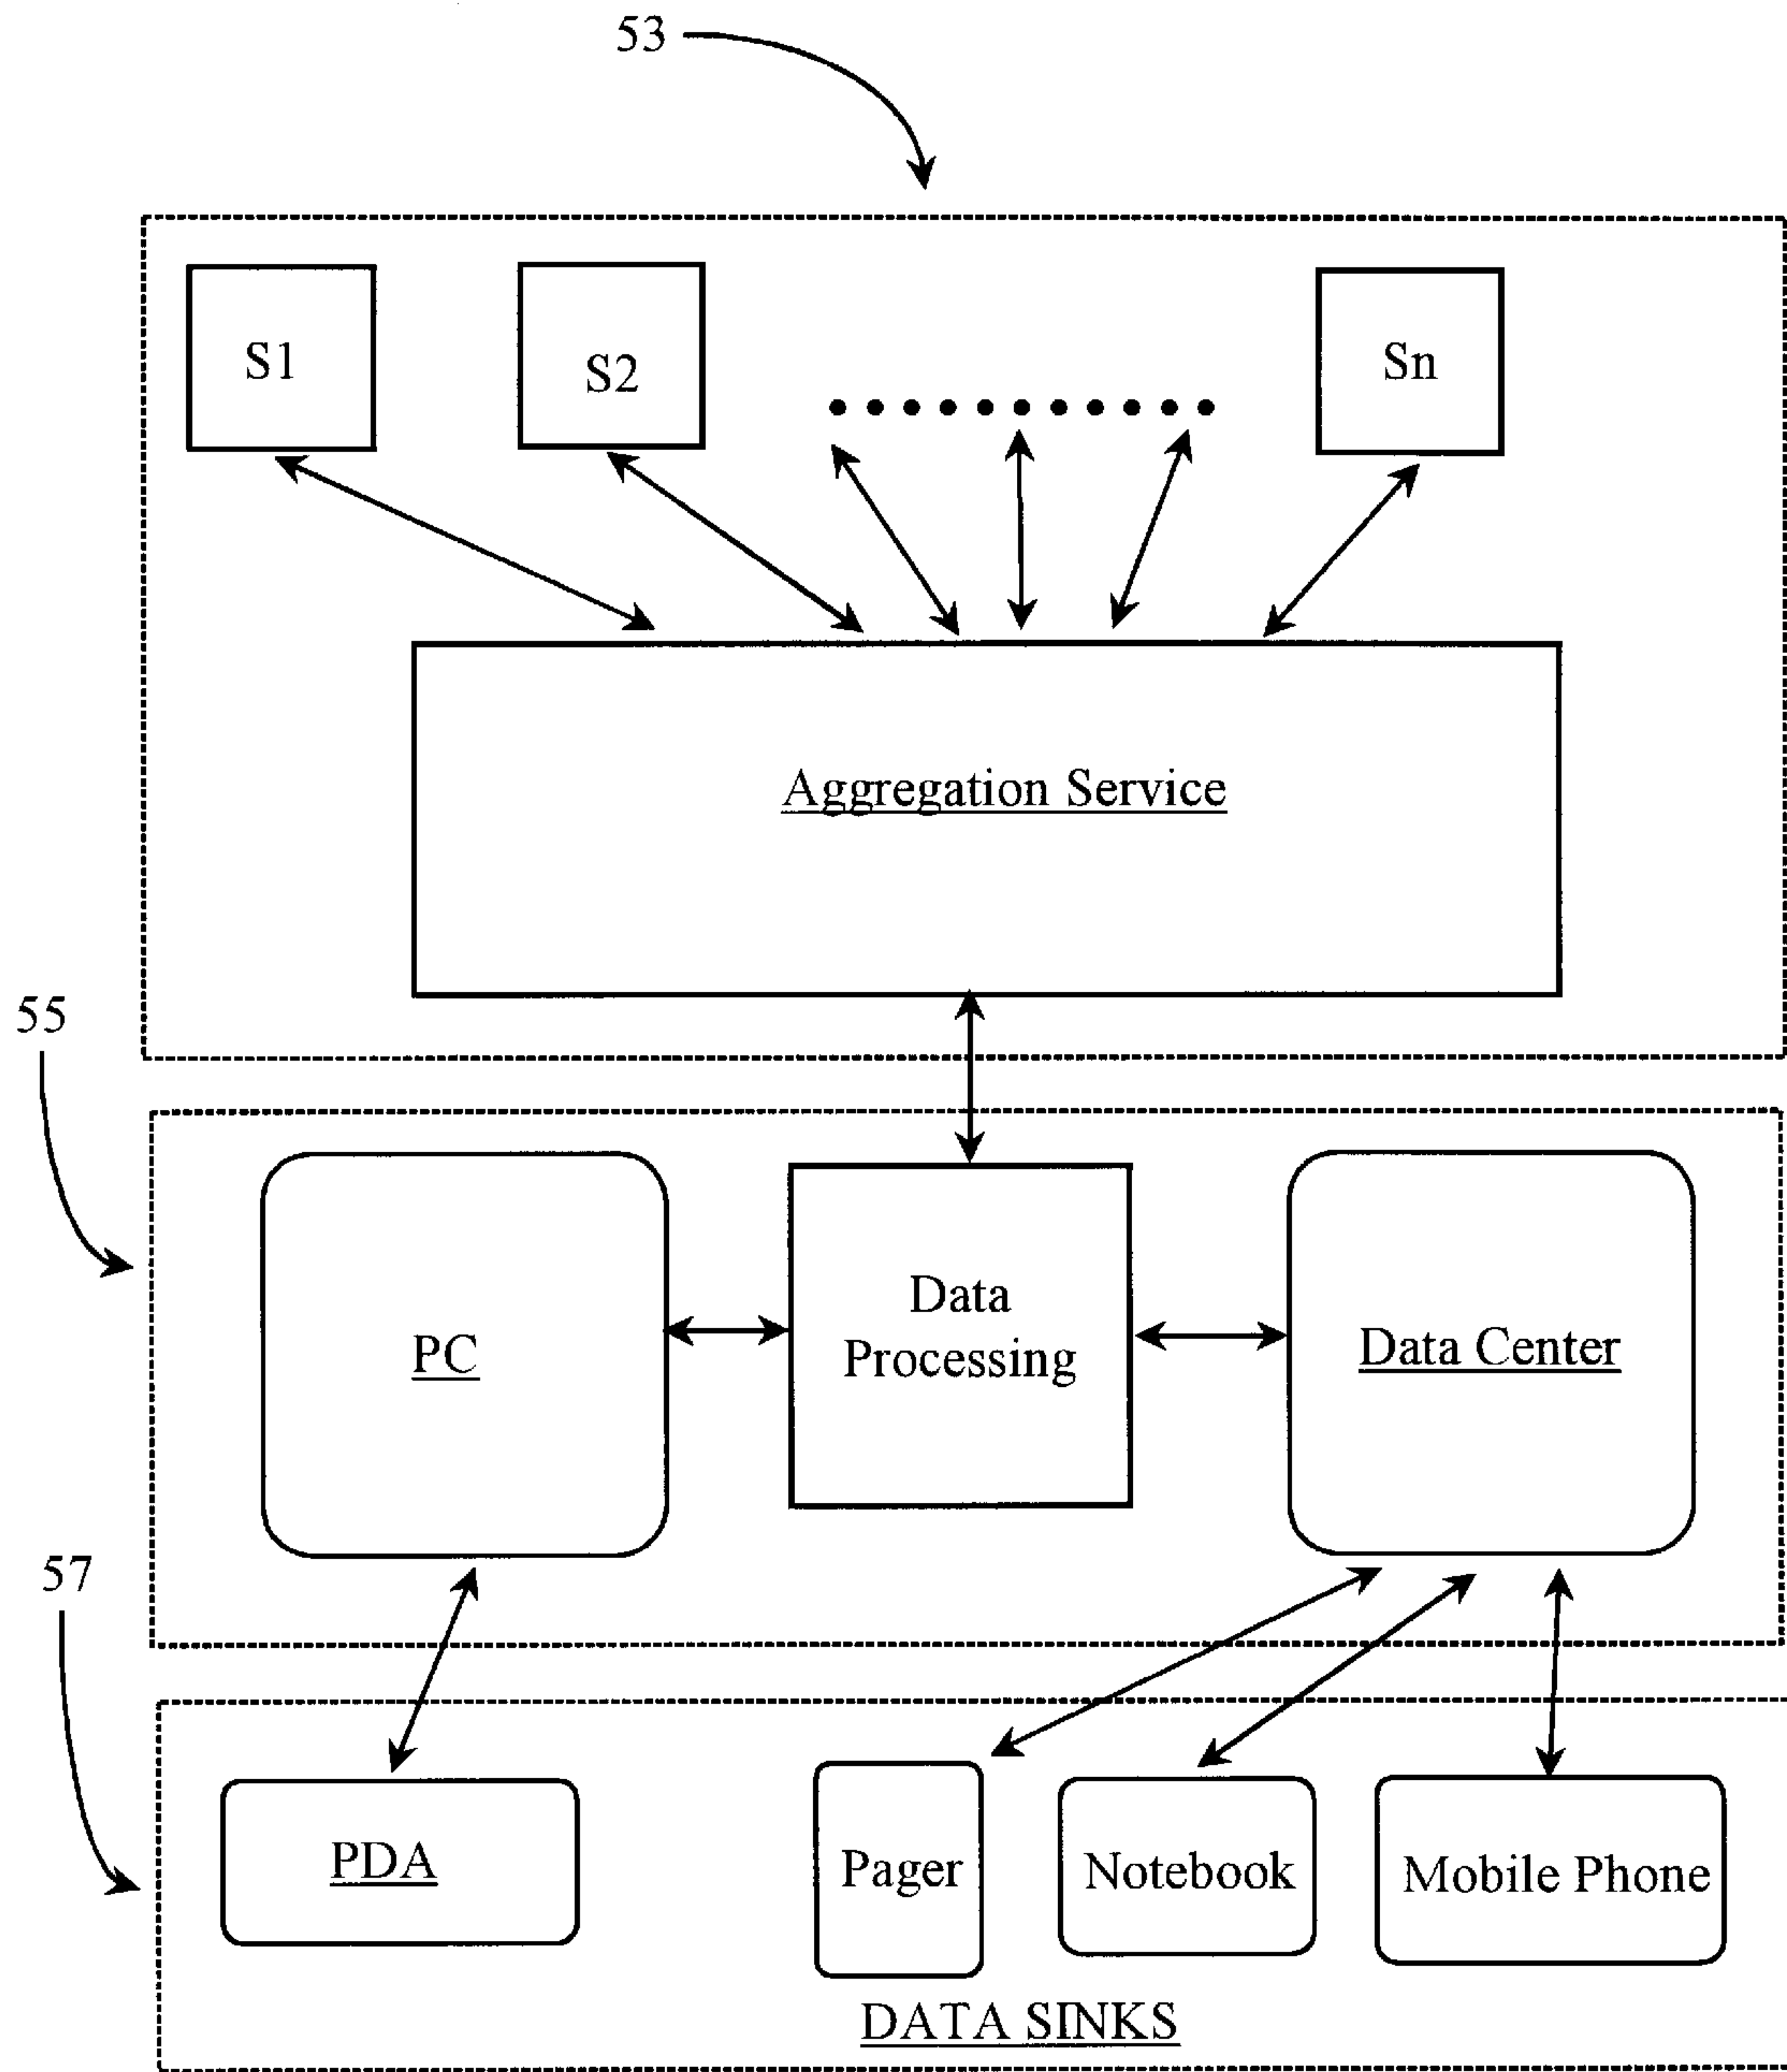 53
S1
S2
Sn
Aggregation Service
55
Data
Processing
PC
Data Center
57
PDA
Pager
Notebook
Mobile Phone
DATA SINKS